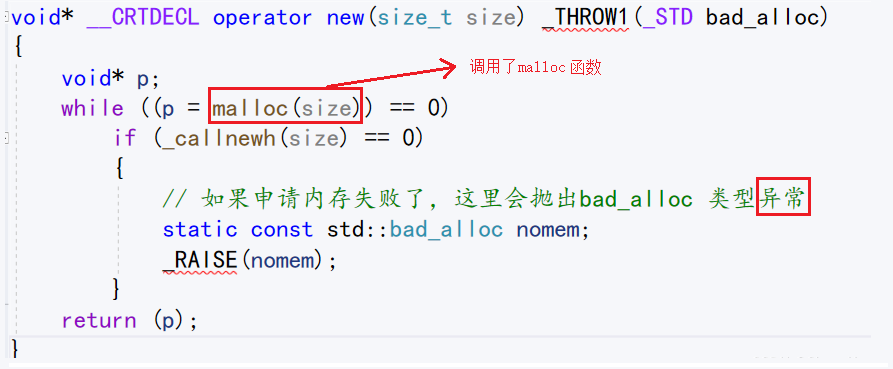 void* __CRTDECL operator new(size_t size) _THROW1(_STD bad_alloc)
{
void* p;
调用了malloc函数
while ((p = malloc(size)) == 0)
if (_callnewh(size) == 0)
{
// 如果申请内存失败了，这里会抛出bad_alloc 类型异常
static const std::bad_alloc nomem;
_RAISE(nomem);
}
return (p);
}